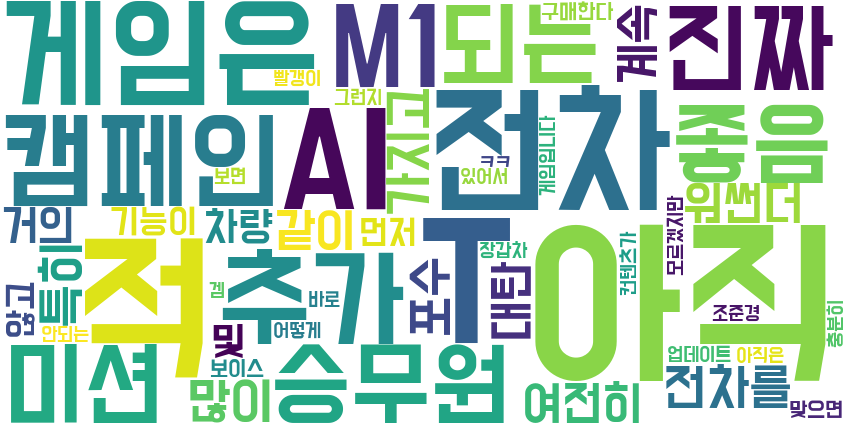 게임은
M1
되는
구매한다
계속
진짜
빨갱이
그런지
캠페인
AI
가지고
전차
ㅋㅋ
게임입니다
좋음
보면
있어서
워썬더
거인
기능이
차량
같이
먼저
T
장갑차
모르겠지만
아직
특히
적
추가
포수
대탄
컨텐츠가
않고
겜
바로
조준경
충분히
안되는
및
어떻게
미션
보이스
승무원
업데이트
아직은
많이
여전히
전차를
맞으면